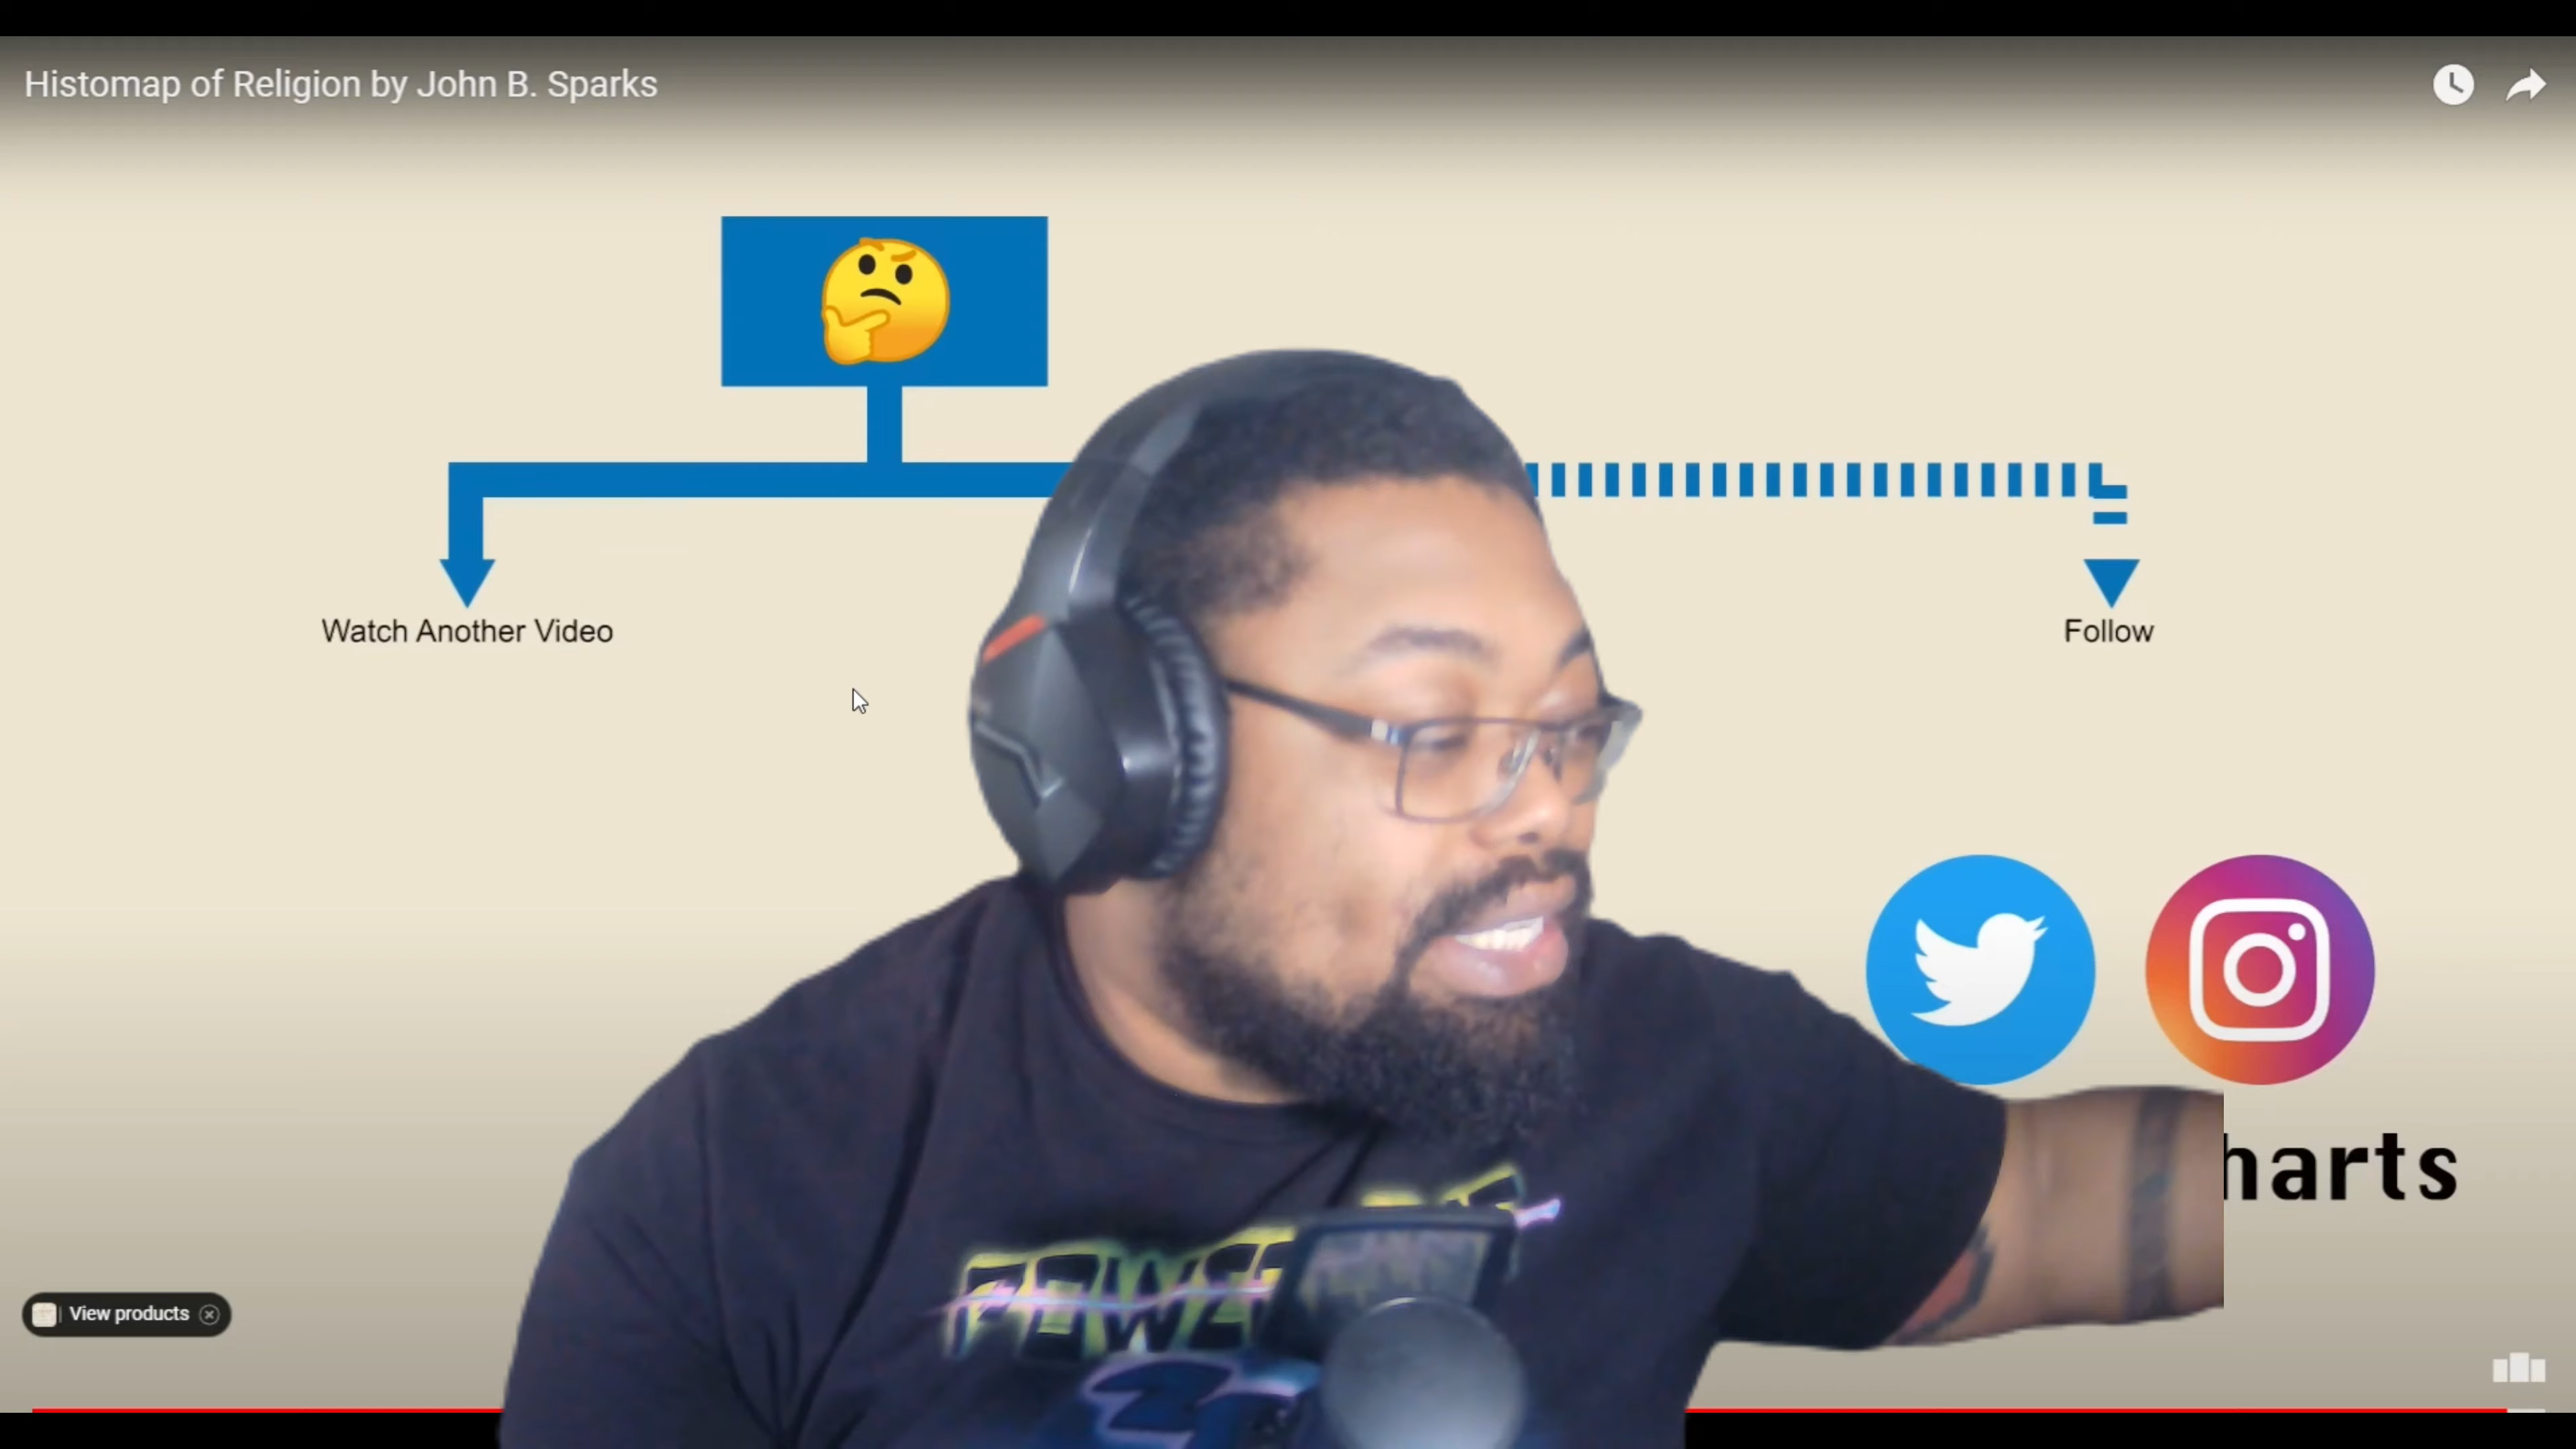 Histomap of Religion by John B. Sparks
Watch Another Video
Follow
harts
View products